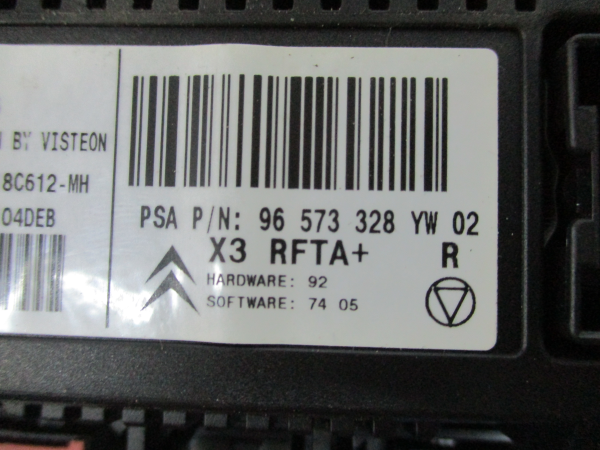 BY VISTEON
8C612-MH
04DEB
PSA P/N: 96 573 328 YW 02
X3 RFTA+ R
HARDWARE: 92
SOFTWARE: 74 05